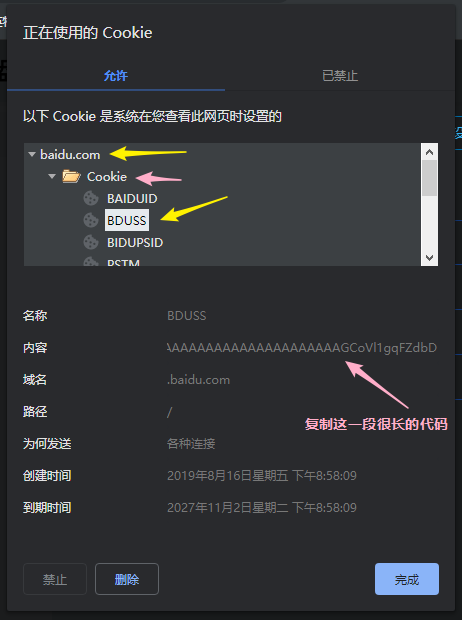 正在使用的 Cookie
允许
已禁止
以下 Cookie 是系统在您查看此网页时设置的
baidu.com
Cookie
BAIDUID
BDUSS
BIDUPSID
PSTM
名称 BDUSS
内容 AAAAAAAAAAAAAAAAAAAAAAGCoVl1gqFZdbD
域名 .baidu.com
路径 /
复制这一段很长的代码
为何发送 各种连接
创建时间 2019年8月16日星期五 下午8:58:09
到期时间 2027年11月2日星期二 下午8:58:09
禁止
删除
完成